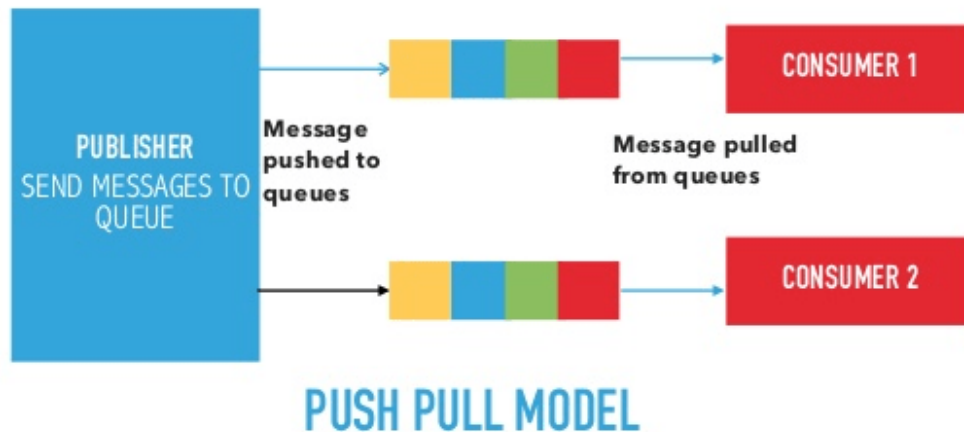 PUBLISHER
SEND MESSAGES TO
QUEUE
Message
pushed to
queues
CONSUMER 1
Message pulled
from queues
CONSUMER 2
PUSH PULL MODEL